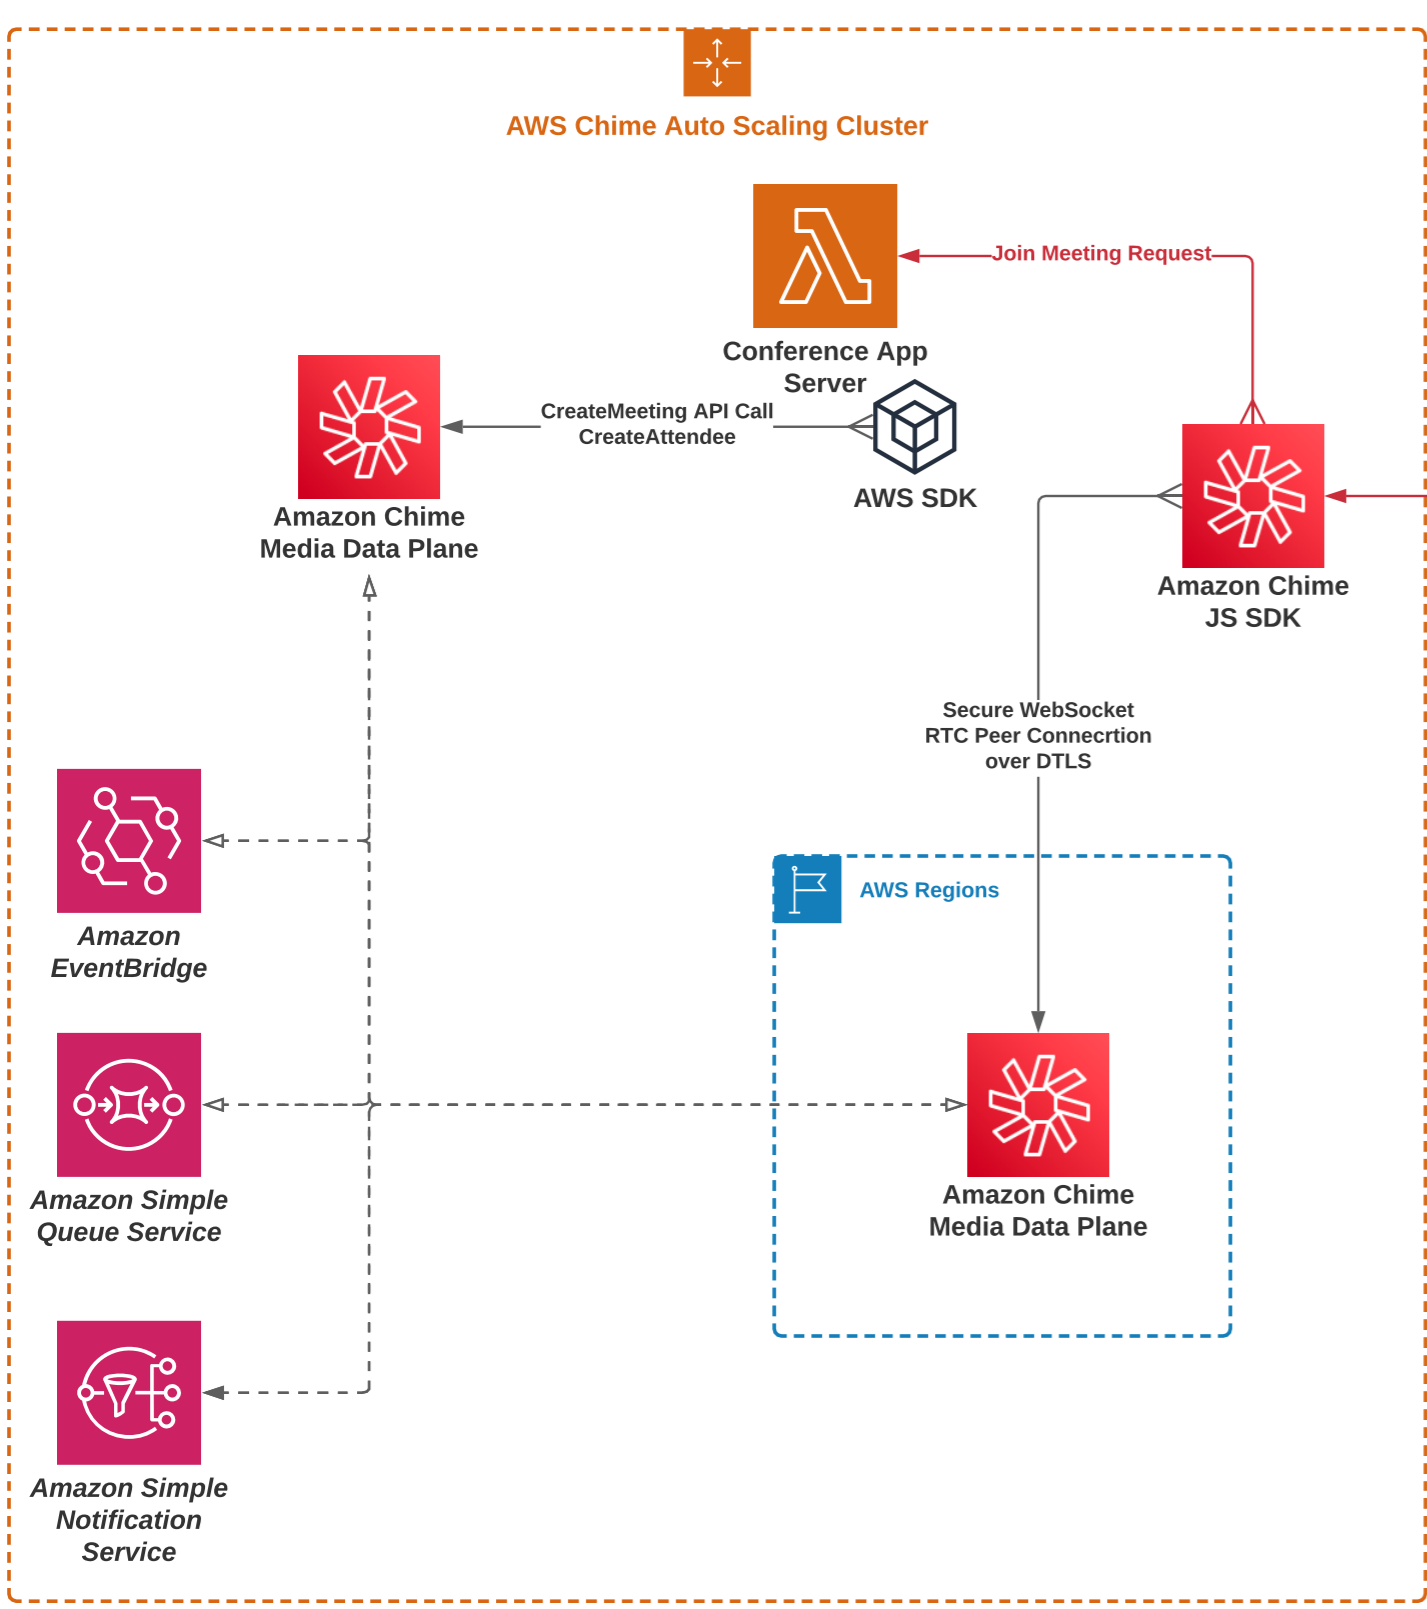 AWS Chime Auto Scaling Cluster
Join Meeting Request
Conference App
Server
CreateMeeting API Call
CreateAttendee
AWS SDK
Amazon Chime
Media Data Plane
Amazon Chime
JS SDK
Secure WebSocket
RTC Peer Connecrtion
over DTLS
AWS Regions
Amazon
EventBridge
Amazon Simple
Queue Service
Amazon Chime
Media Data Plane
Amazon Simple
Notification
Service